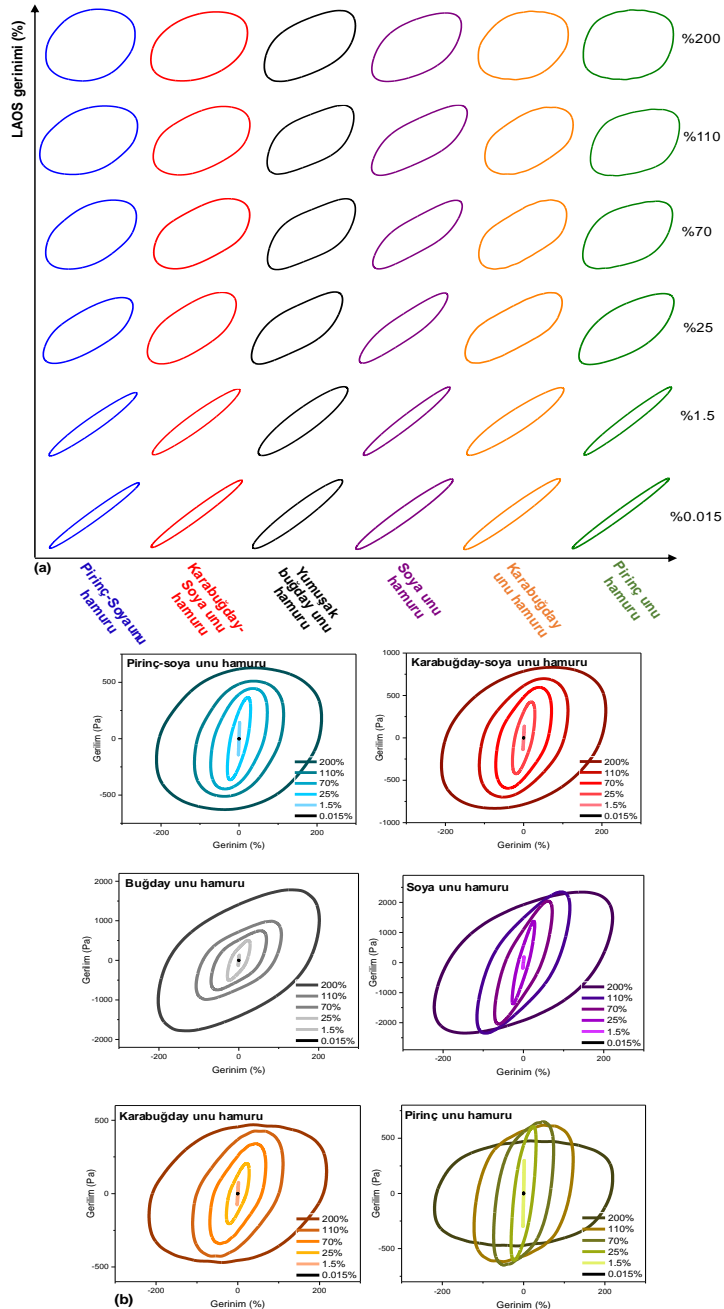 LAOS gerinimi (%)
%200
%110
%70
%25
%1.5
%0.015
(a)
Pirinç-Soya unu
hamuru
Karabuğday-
Soya unu
hamuru
Yumuşak
buğday unu
hamuru
Soya unu
hamuru
Karabuğday
unu hamuru
Pirinç unu
hamuru
Pirinç-soya unu hamuru
Gerilim (Pa)
500
0
-500
-200
0
200
Gerinim (%)
200%
110%
70%
25%
1.5%
0.015%
Karabuğday-soya unu hamuru
Gerilim (Pa)
1000
500
0
-500
-1000
-200
0
200
Gerinim (%)
200%
110%
70%
25%
1.5%
0.015%
Buğday unu hamuru
Gerilim (Pa)
2000
1000
0
-1000
-2000
-200
0
200
Gerinim (%)
200%
110%
70%
25%
1.5%
0.015%
Soya unu hamuru
Gerilim (Pa)
2000
1000
0
-1000
-2000
-200
0
200
Gerinim (%)
200%
110%
70%
25%
1.5%
0.015%
Karabuğday unu hamuru
Gerilim (Pa)
500
0
-500
-200
0
200
Gerinim (%)
200%
110%
70%
25%
1.5%
0.015%
Pirinç unu hamuru
Gerilim (Pa)
500
0
-500
-200
0
200
Gerinim (%)
200%
110%
70%
25%
1.5%
0.015%
(b)